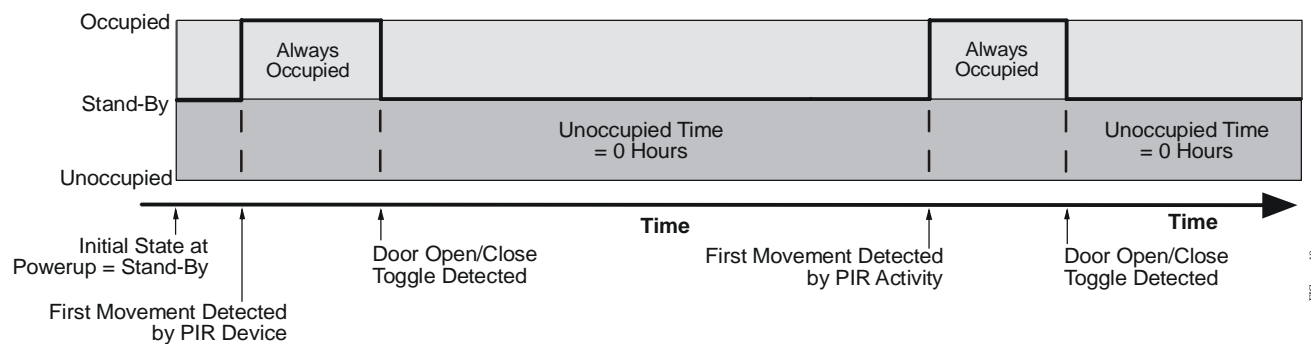 Occupied
Always
Occupied
Always
Occupied
Stand-By
Unoccupied Time
= 0 Hours
Unoccupied Time
= 0 Hours
Unoccupied
Time
Time
Initial State at
Powerup = Stand-By
Door Open/Close
Toggle Detected
First Movement Detected
by PIR Activity
Door Open/Close
Toggle Detected
First Movement Detected
by PIR Device